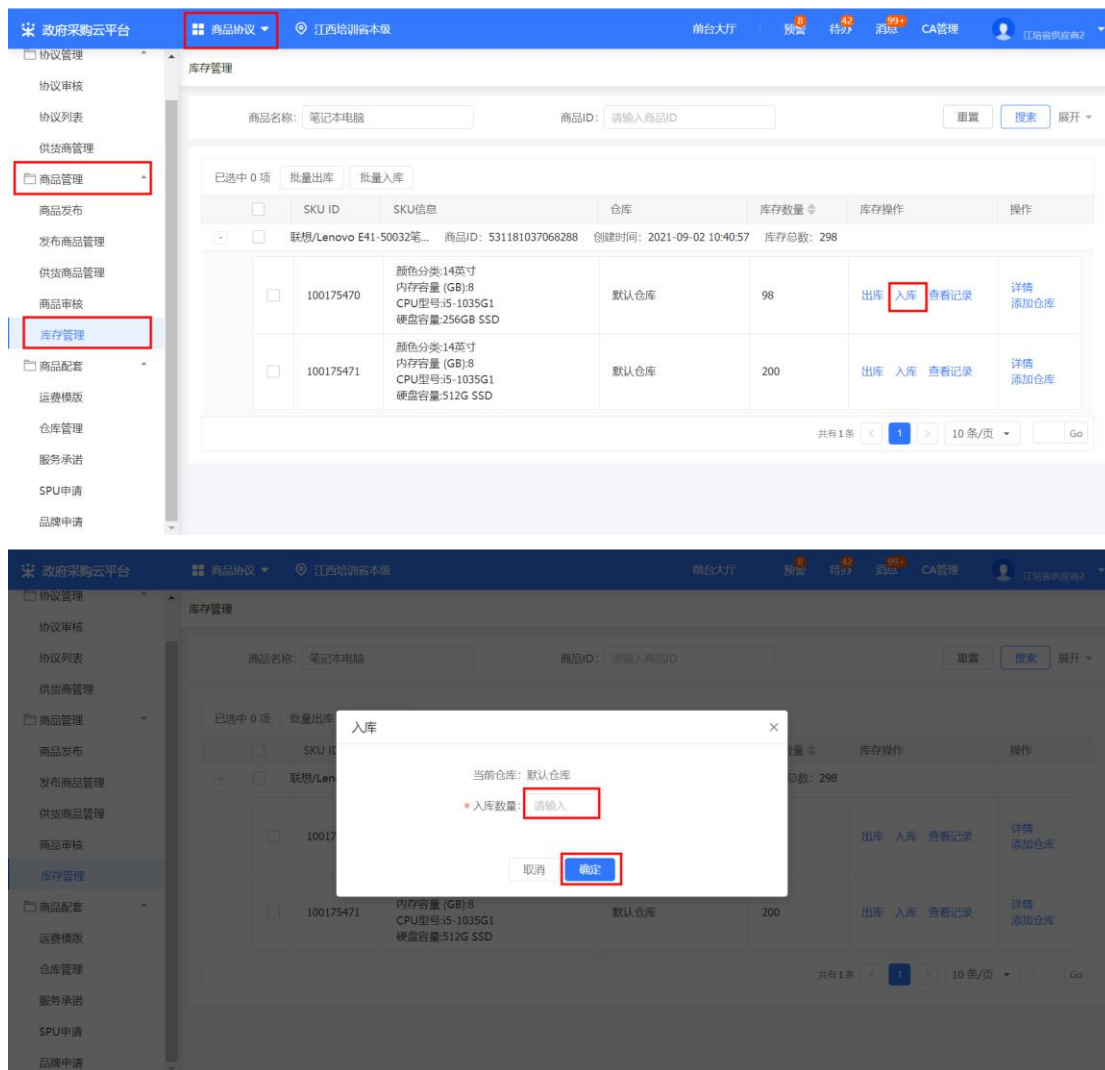 政府采购云平台 商品协议 江西培训省本级 前台大厅 预警 8 待办 42 消息 99+ CA管理 江培省供应商2
协议管理
协议审核
协议列表
供货商管理
商品管理
商品发布
发布商品管理
供货商品管理
商品审核
库存管理
商品配套
运费模版
仓库管理
服务承诺
SPU申请
品牌申请
库存管理
商品名称: 笔记本电脑 商品ID: 请输入商品ID 重置 搜索 展开
已选中 0 项 批量出库 批量入库
SKU ID SKU信息 仓库 库存数量 库存操作 操作
联想/Lenovo E41-50032笔... 商品ID: 531181037068288 创建时间: 2021-09-02 10:40:57 库存总数: 298
100175470
颜色分类:14英寸
内存容量 (GB):8
CPU型号:i5-1035G1
硬盘容量:256GB SSD
默认仓库 98 出库 入库 查看记录
详情
添加仓库
100175471
颜色分类:14英寸
内存容量 (GB):8
CPU型号:i5-1035G1
硬盘容量:512G SSD
默认仓库 200 出库 入库 查看记录
详情
添加仓库
共有1条 < 1 > 10 条/页 Go
政府采购云平台 商品协议 江西培训省本级 前台大厅 预警 8 待办 42 消息 99+ CA管理 江培省供应商2
协议管理
协议审核
协议列表
供货商管理
商品管理
商品发布
发布商品管理
供货商品管理
商品审核
库存管理
商品配套
运费模版
仓库管理
服务承诺
SPU申请
品牌申请
库存管理
商品名称: 笔记本电脑 商品ID: 请输入商品ID 重置 搜索 展开
已选中 0 项 批量出库
SKU ID 数量 库存操作 操作
联想/Len 总数: 298
入库 ×
当前仓库: 默认仓库
* 入库数量: 请输入
取消 确定
10017
出库 入库 查看记录
详情
添加仓库
100175471
内存容量 (GB):8
CPU型号:i5-1035G1
硬盘容量:512G SSD
默认仓库 200 出库 入库 查看记录
详情
添加仓库
共有1条 < 1 > 10 条/页 Go